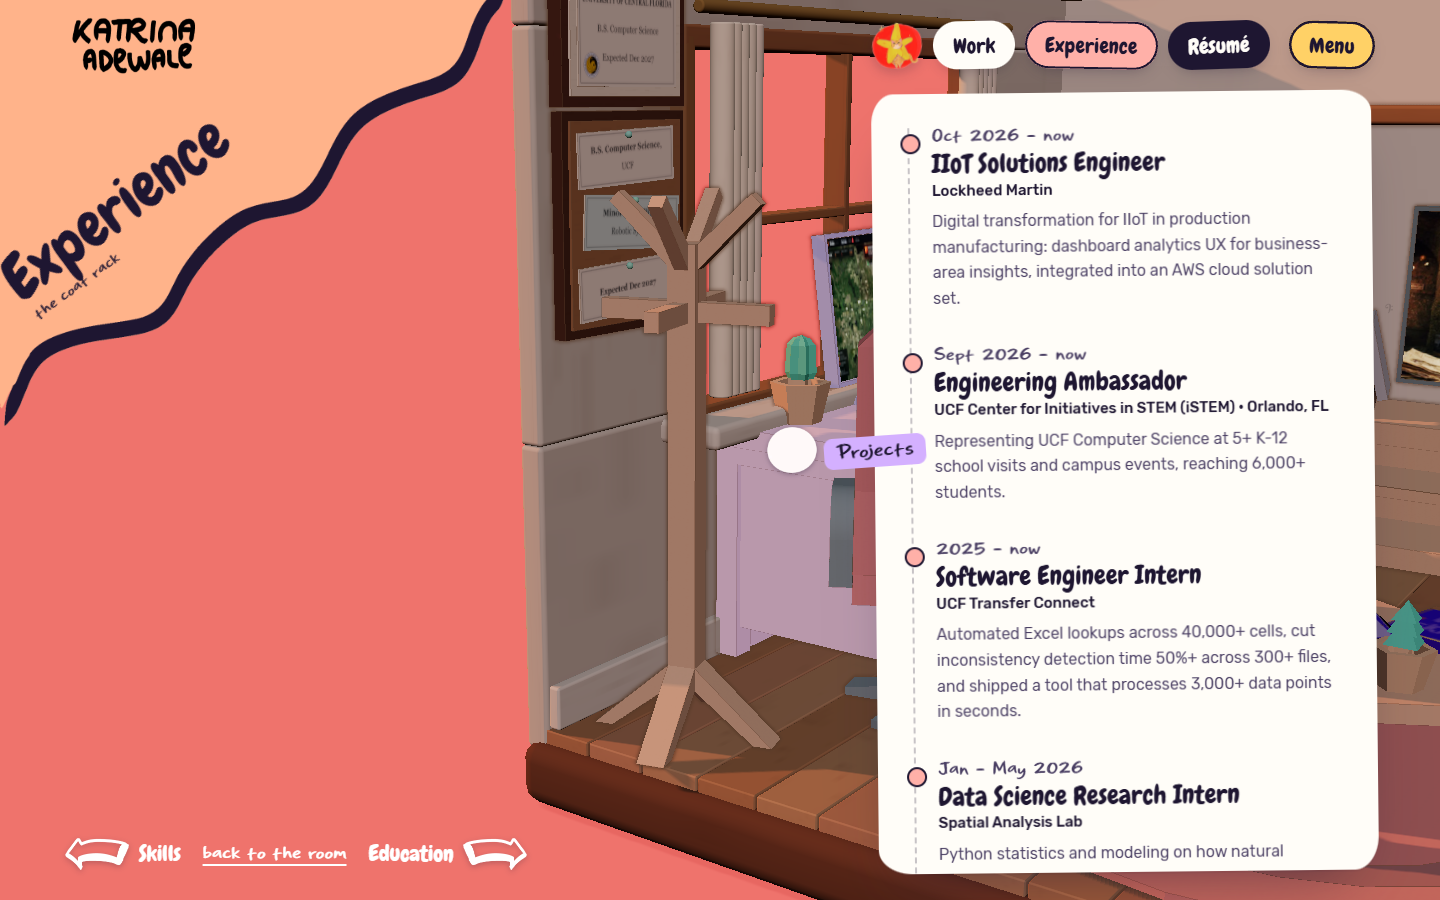 KATRINA
ADEWALE
Work
Experience
Résumé
Menu
Experience
the coat rack
UNIVERSITY OF CENTRAL FLORIDA
B.S. Computer Science
Expected Dec 2027
B.S. Computer Science,
UCF
Expected Dec 2027
Projects
Oct 2026 - now
IIoT Solutions Engineer
Lockheed Martin
Digital transformation for IIoT in production
manufacturing: dashboard analytics UX for business-
area insights, integrated into an AWS cloud solution
set.
Sept 2026 - now
Engineering Ambassador
UCF Center for Initiatives in STEM (iSTEM) • Orlando, FL
Representing UCF Computer Science at 5+ K-12
school visits and campus events, reaching 6,000+
students.
2025 - now
Software Engineer Intern
UCF Transfer Connect
Automated Excel lookups across 40,000+ cells, cut
inconsistency detection time 50%+ across 300+ files,
and shipped a tool that processes 3,000+ data points
in seconds.
Jan - May 2026
Data Science Research Intern
Spatial Analysis Lab
Python statistics and modeling on how natural
Skills
back to the room
Education